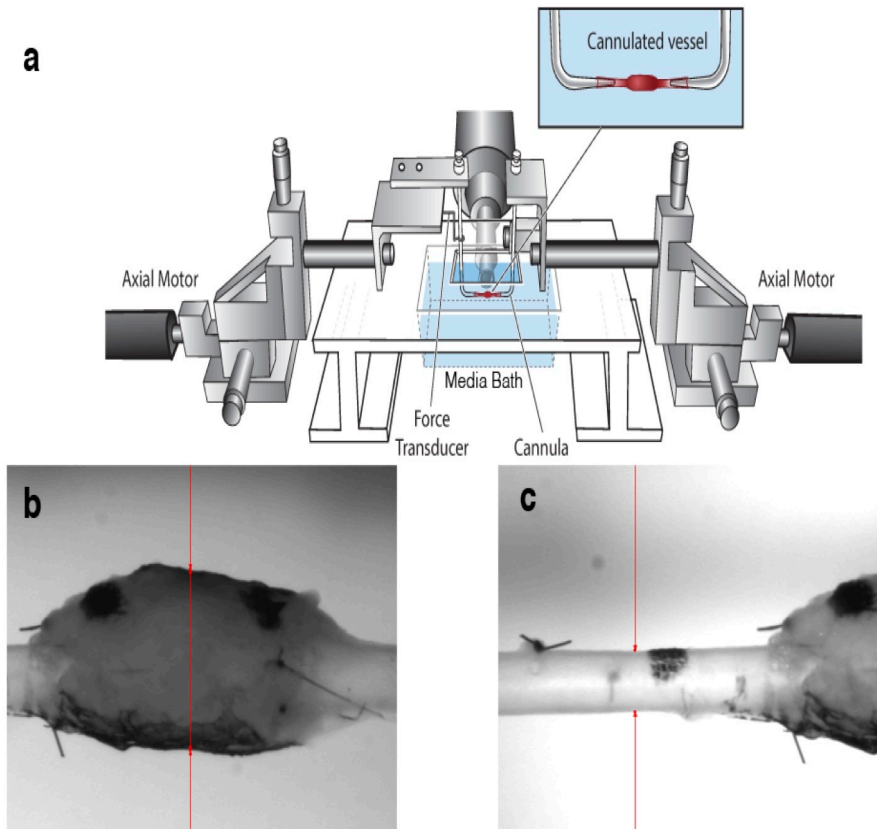 a
Cannulated vessel
Axial Motor
Axial Motor
Media Bath
Force
Transducer
Cannula
b
c